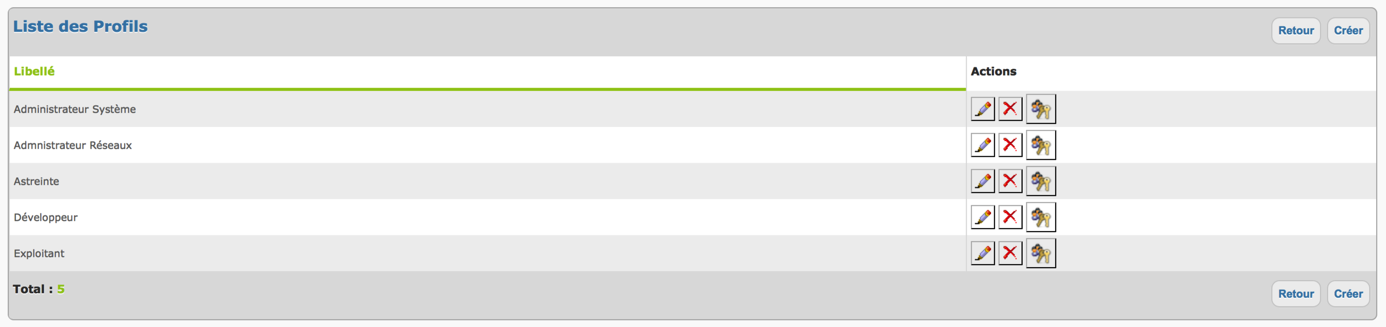 Liste des Profils
Retour Créer
Libellé Actions
Administrateur Système
Admnistrateur Réseaux
Astreinte
Développeur
Exploitant
Total : 5
Retour Créer